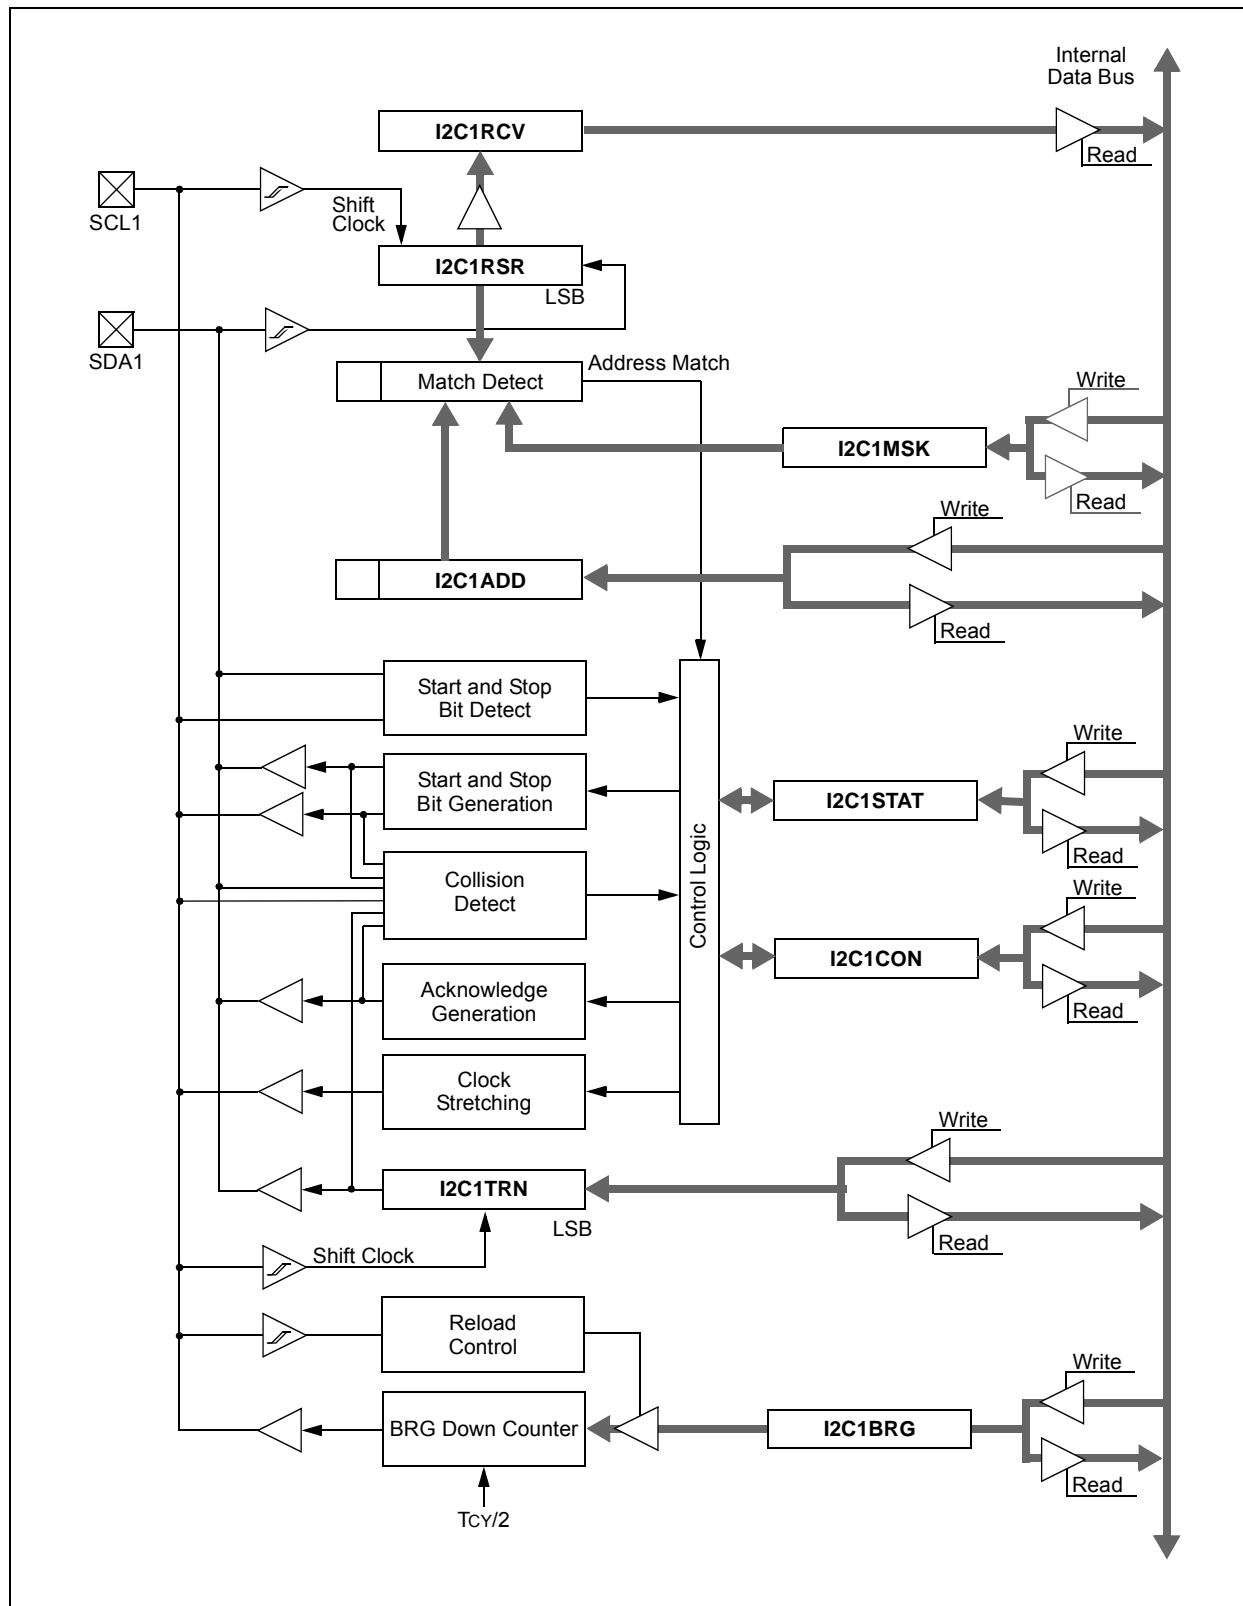 Internal
Data Bus
I2C1RCV
Read
SCL1
Shift
Clock
I2C1RSR
LSB
SDA1
Address Match
Match Detect
Write
I2C1MSK
Read
Write
I2C1ADD
Read
Start and Stop
Bit Detect
Write
Start and Stop
Bit Generation
I2C1STAT
Read
Control Logic
Collision
Detect
Write
I2C1CON
Acknowledge
Generation
Read
Clock
Stretching
Write
I2C1TRN
LSB
Read
Shift Clock
Reload
Control
Write
BRG Down Counter
I2C1BRG
Read
TCY/2